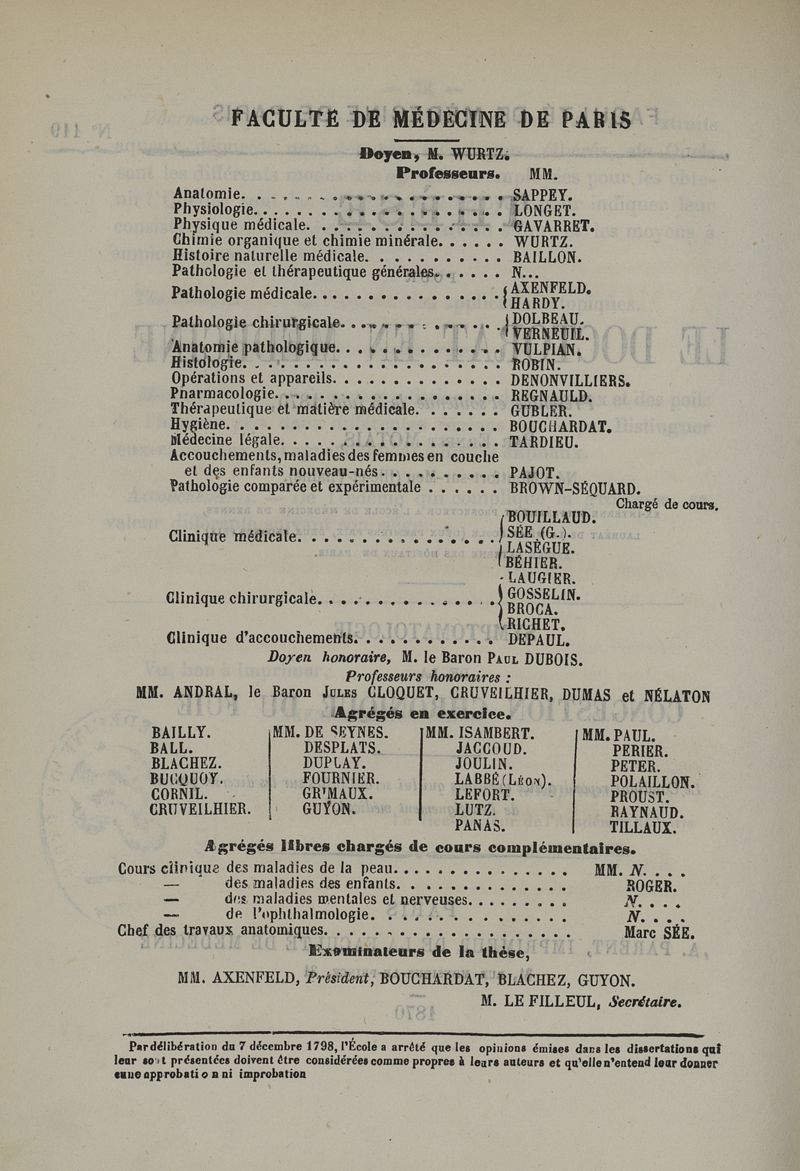 FACULTÉ DE MÉDECINE DE PARIS
Doyen, M. WURTZ.
Professeurs. MM.
Anatomie. . . . . . . . . . . . . . . . . . . . . SAPPEY.
Physiologie. . . . . . . . . . . . . . . . . . . . LONGET.
Physique médicale. . . . . . . . . . . . . . . . GAVARRET.
Chimie organique et chimie minérale. . . . . . WURTZ.
Histoire naturelle médicale. . . . . . . . . . . . BAILLON.
Pathologie et thérapeutique générales. . . . . . N...
Pathologie médicale. . . . . . . . . . . . . . . . { AXENFELD.
HARDY.
Pathologie chirurgicale. . . . . . . . . . . . . . { DOLBEAU.
VERNEUIL.
Anatomie pathologique. . . . . . . . . . . . . . VULPIAN.
Histologie. . . . . . . . . . . . . . . . . . . . . ROBIN.
Opérations et appareils. . . . . . . . . . . . . . DENONVILLIERS.
Pharmacologie. . . . . . . . . . . . . . . . . . . REGNAULD.
Thérapeutique et matière médicale. . . . . . . GUBLER.
Hygiène. . . . . . . . . . . . . . . . . . . . . . BOUCHARDAT.
Médecine légale. . . . . . . . . . . . . . . . . . TARDIEU.
Accouchements, maladies des femmes en couche
et des enfants nouveau-nés. . . . . . . . . . PAJOT.
Pathologie comparée et expérimentale . . . . . . BROWN-SÉQUARD.
Chargé de cours.
BOUILLAUD.
Clinique médicale. . . . . . . . . . . . . . . . { SÉE (G.).
LASÈGUE.
BÉHIER.
LAUGIER.
Clinique chirurgicale. . . . . . . . . . . . . . { GOSSELIN.
BROCA.
RICHET.
Clinique d'accouchements. . . . . . . . . . . . DEPAUL.
Doyen honoraire, M. le Baron PAUL DUBOIS.
Professeurs honoraires :
MM. ANDRAL, le Baron JULES CLOQUET, CRUVEILHIER, DUMAS et NÉLATON
Agrégés en exercice.
BAILLY. MM. DE SEYNES. MM. ISAMBERT. MM. PAUL.
BALL. DESPLATS. JACCOUD. PERIER.
BLACHEZ. DUPLAY. JOULIN. PETER.
BUCQUOY. FOURNIER. LABBÉ (LÉON). POLAILLON.
CORNIL. GRIMAUX. LEFORT. PROUST.
CRUVEILHIER. GUYON. LUTZ. RAYNAUD.
PANAS. TILLAUX.
Agrégés libres chargés de cours complémentaires.
Cours clinique des maladies de la peau. . . . . . . . . . . . . . MM. N. . . .
— des maladies des enfants. . . . . . . . . . . . . ROGER.
— des maladies mentales et nerveuses. . . . . . . . . N. . . .
— de l'ophthalmologie. . . . . . . . . . . . . . . N. . . .
Chef des travaux anatomiques. . . . . . . . . . . . . . . . . . . Marc SÉE.
Examinateurs de la thèse,
MM. AXENFELD, Président, BOUCHARDAT, BLACHEZ, GUYON.
M. LE FILLEUL, Secrétaire.
Par délibération du 7 décembre 1798, l'École a arrêté que les opinions émises dans les dissertations qui
leur sont présentées doivent être considérées comme propres à leurs auteurs et qu'elle n'entend leur donner
aucune approbation ni improbation